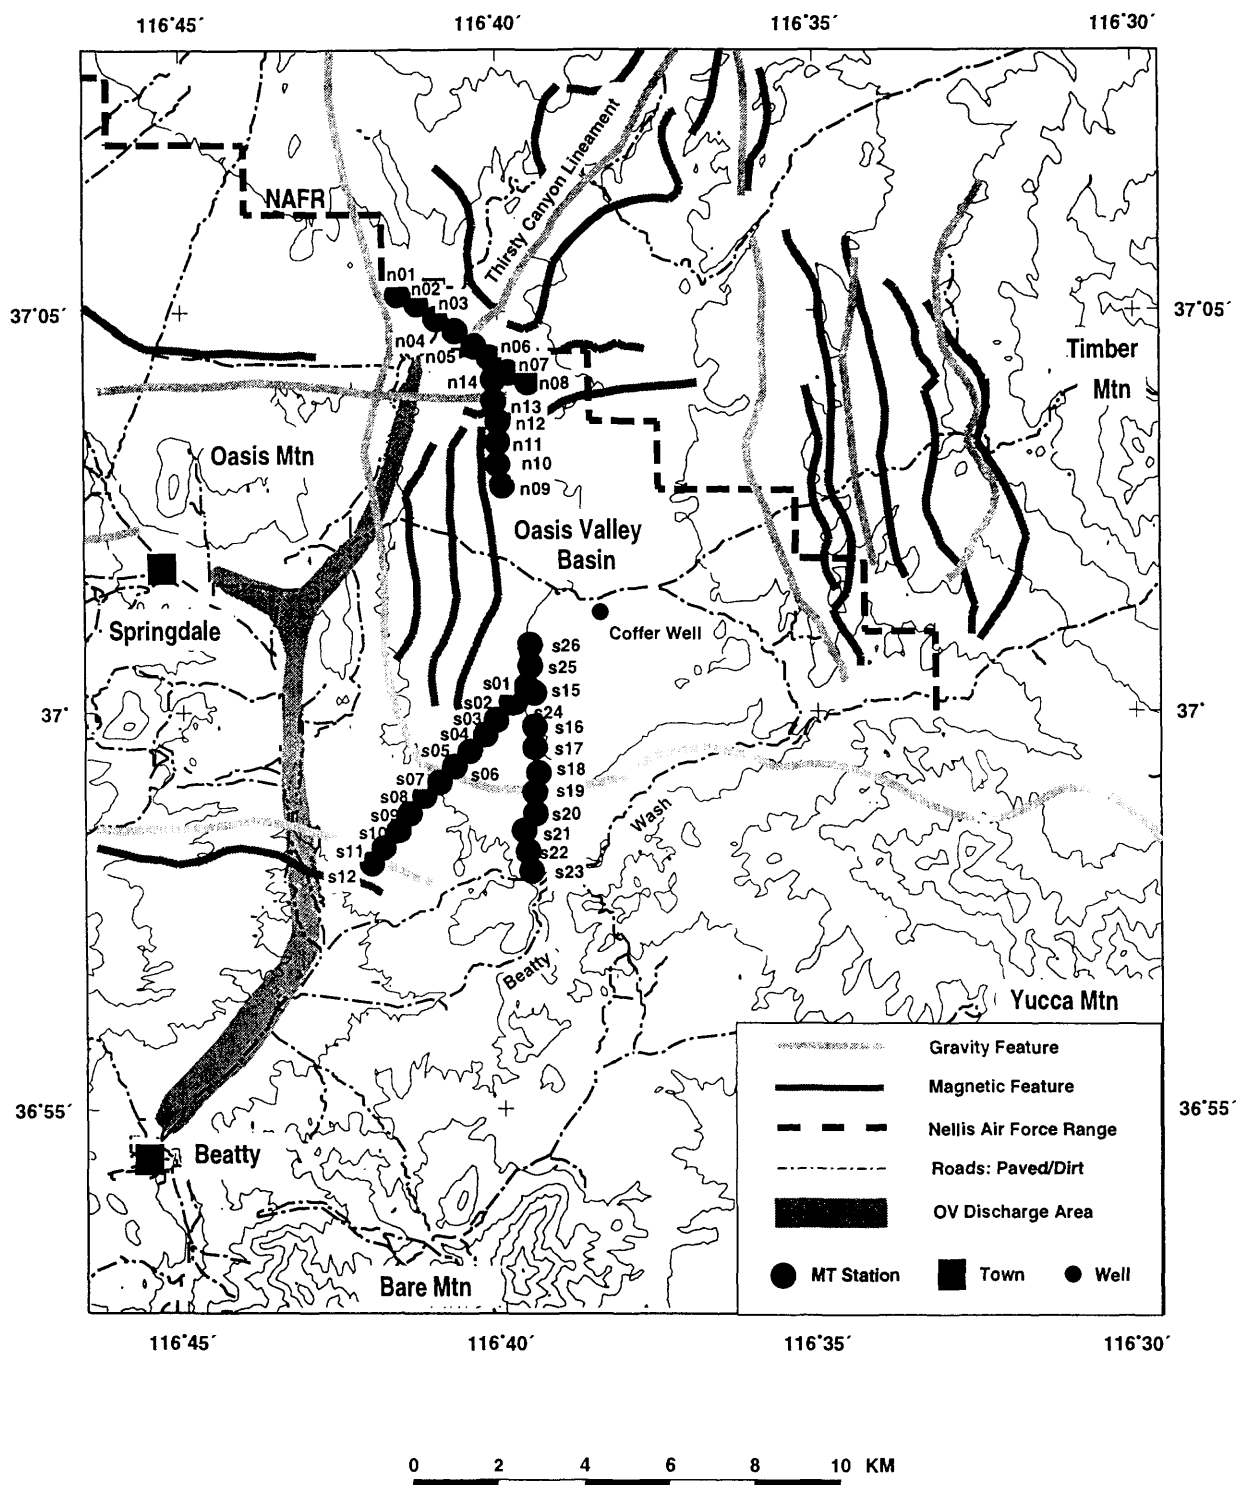 116°45′ 116°40′ 116°35′ 116°30′
Thirsty Canyon Lineament
NAFR
n01
n02
n03
37°05′ 37°05′
n04
n05
n06
n07
n14
n08
n13
n12
n11
n10
n09
Timber
Mtn
Oasis Mtn
Oasis Valley
Basin
Springdale
Coffer Well
s26
s25
s01
s15
s02
s24
s03
s16
s04
s17
s05
s06
s18
s07
s19
s08
s20
s09
s21
s10
s22
s11
s23
s12
37° 37°
Wash
Beatty
Yucca Mtn
36°55′ 36°55′
Beatty
Bare Mtn
Gravity Feature
Magnetic Feature
Nellis Air Force Range
Roads: Paved/Dirt
OV Discharge Area
MT Station Town Well
116°45′ 116°40′ 116°35′ 116°30′
0 2 4 6 8 10 KM